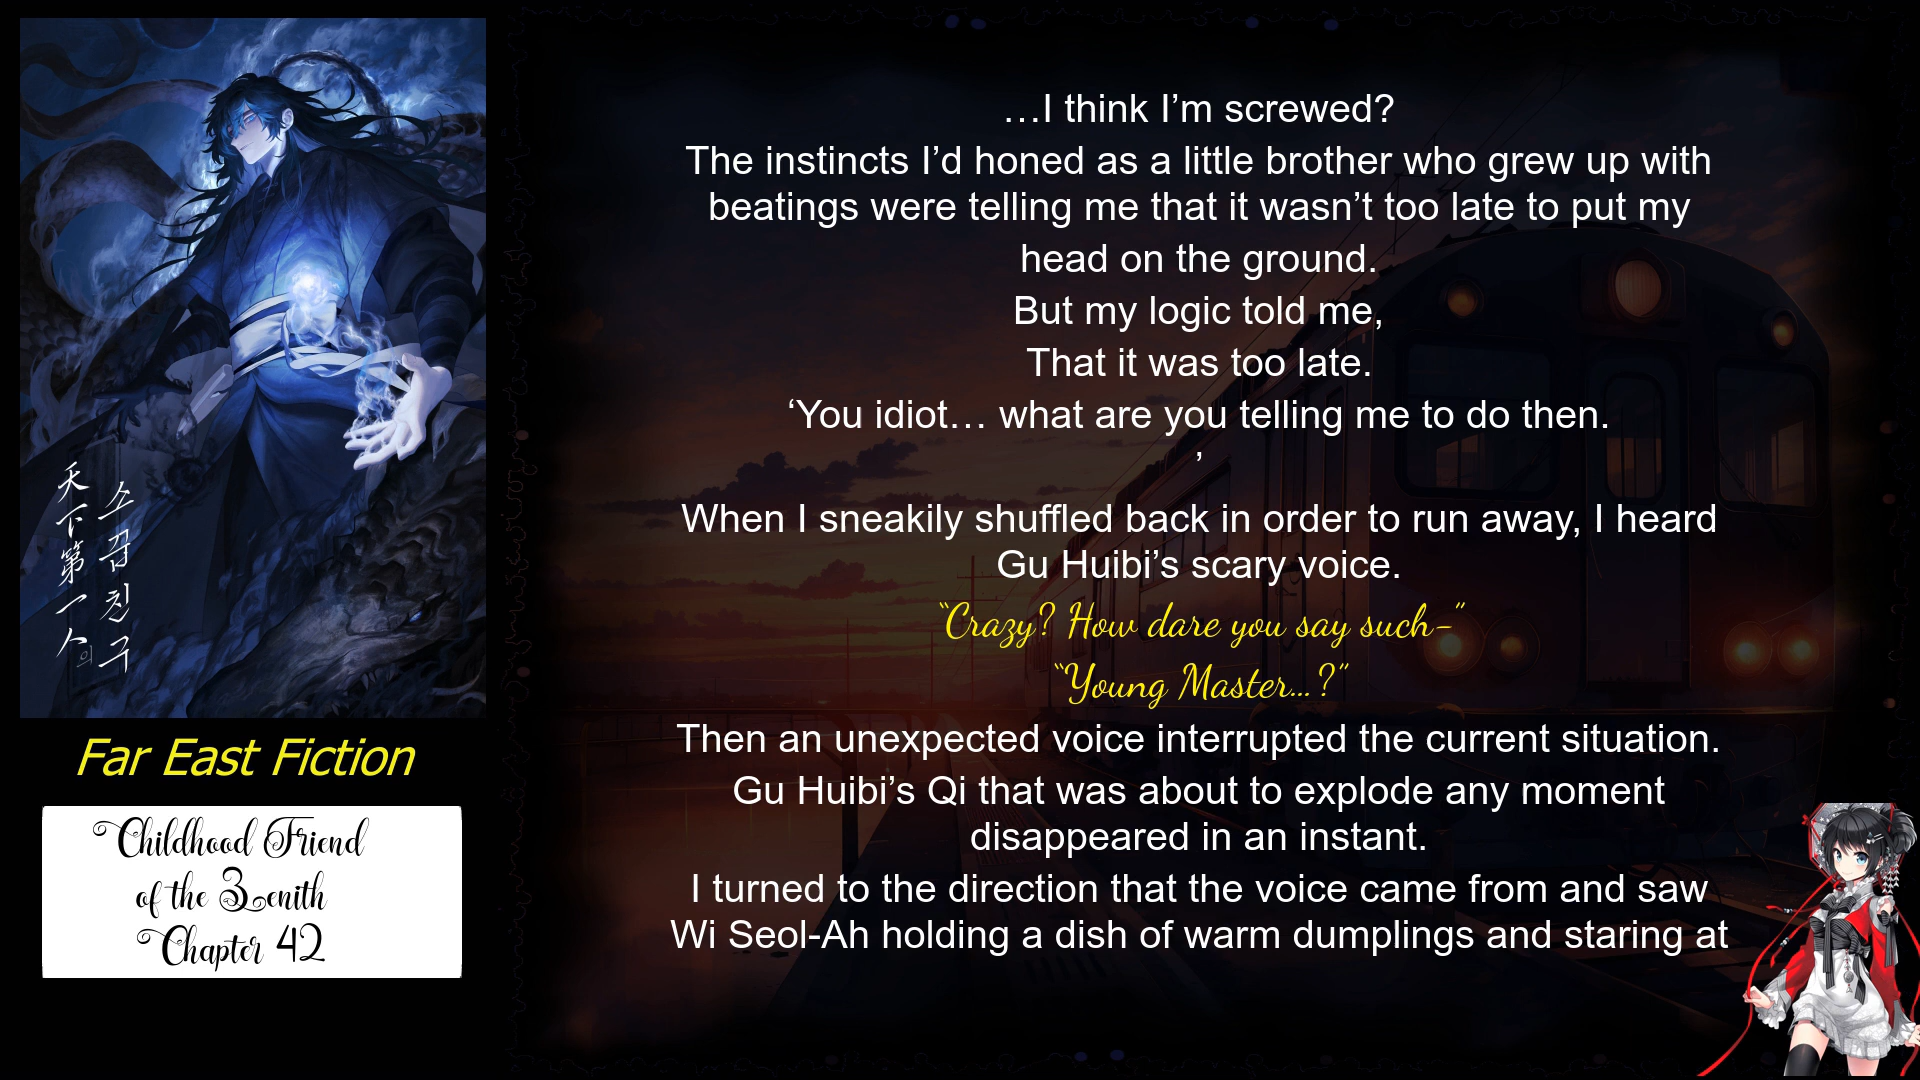 天下第一人의
소꿉친구
Far East Fiction
Childhood Friend
of the Zenith
Chapter 42
…I think I’m screwed?
The instincts I’d honed as a little brother who grew up with
beatings were telling me that it wasn’t too late to put my
head on the ground.
But my logic told me,
That it was too late.
‘You idiot… what are you telling me to do then.
’
When I sneakily shuffled back in order to run away, I heard
Gu Huibi’s scary voice.
“Crazy? How dare you say such-”
“Young Master…?”
Then an unexpected voice interrupted the current situation.
Gu Huibi’s Qi that was about to explode any moment
disappeared in an instant.
I turned to the direction that the voice came from and saw
Wi Seol-Ah holding a dish of warm dumplings and staring at